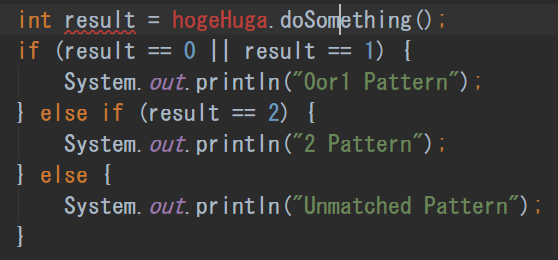 int result = hogeHuga.doSomething();
if (result == 0 || result == 1) {
    System.out.println("0or1 Pattern");
} else if (result == 2) {
    System.out.println("2 Pattern");
} else {
    System.out.println("Unmatched Pattern");
}